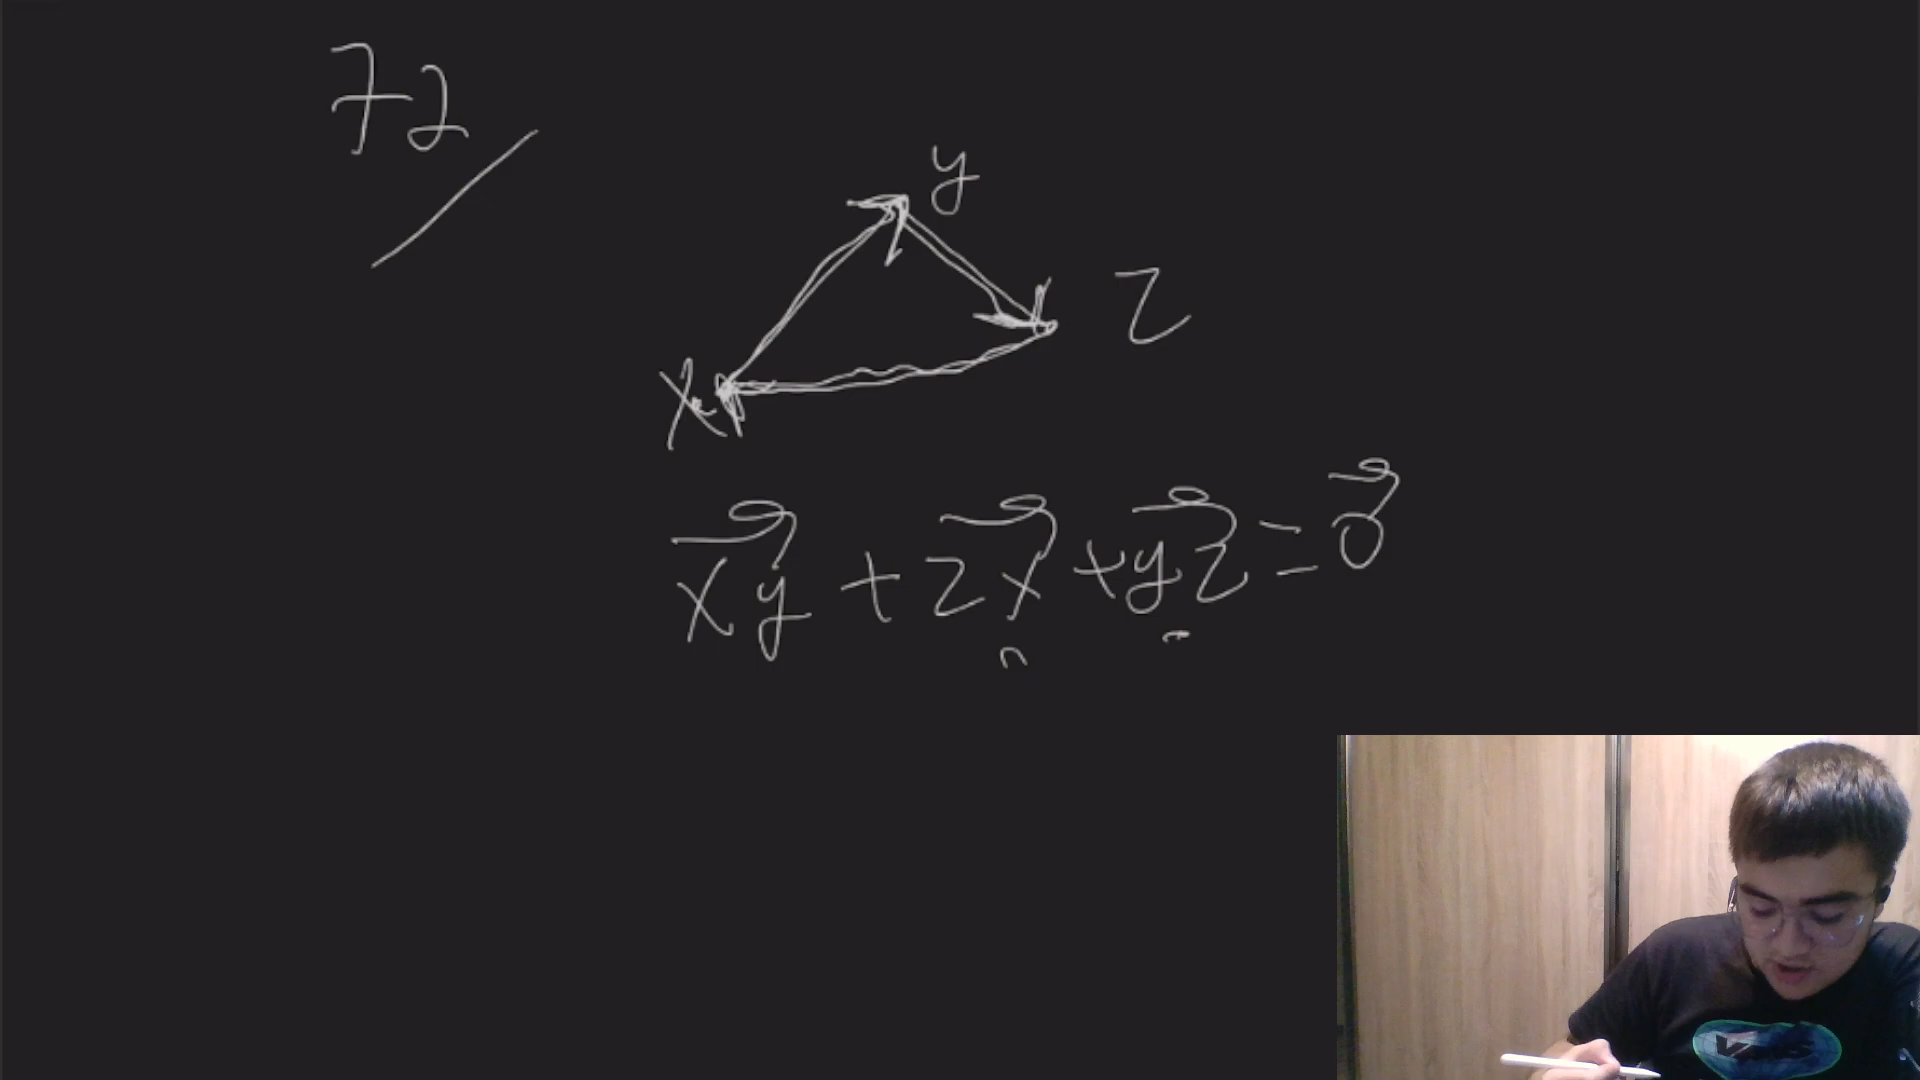 72
y
z
x
xy + zx + yz = 0